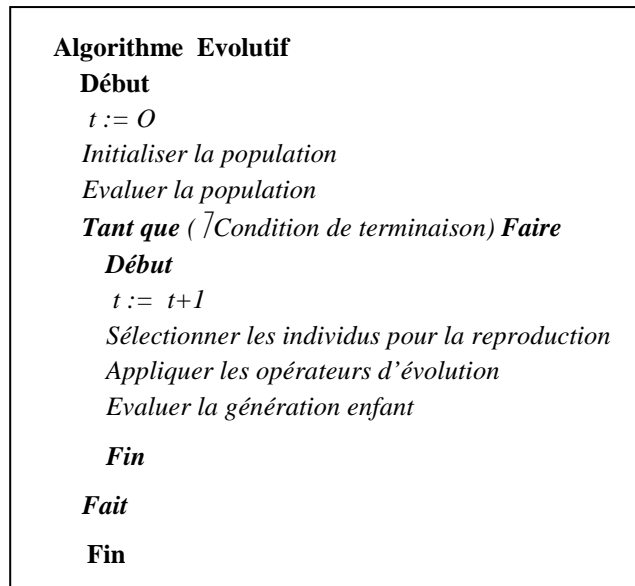 Algorithme Evolutif
Début
t := O
Initialiser la population
Evaluer la population
Tant que ( ⏋Condition de terminaison) Faire
Début
t := t+1
Sélectionner les individus pour la reproduction
Appliquer les opérateurs d’évolution
Evaluer la génération enfant
Fin
Fait
Fin